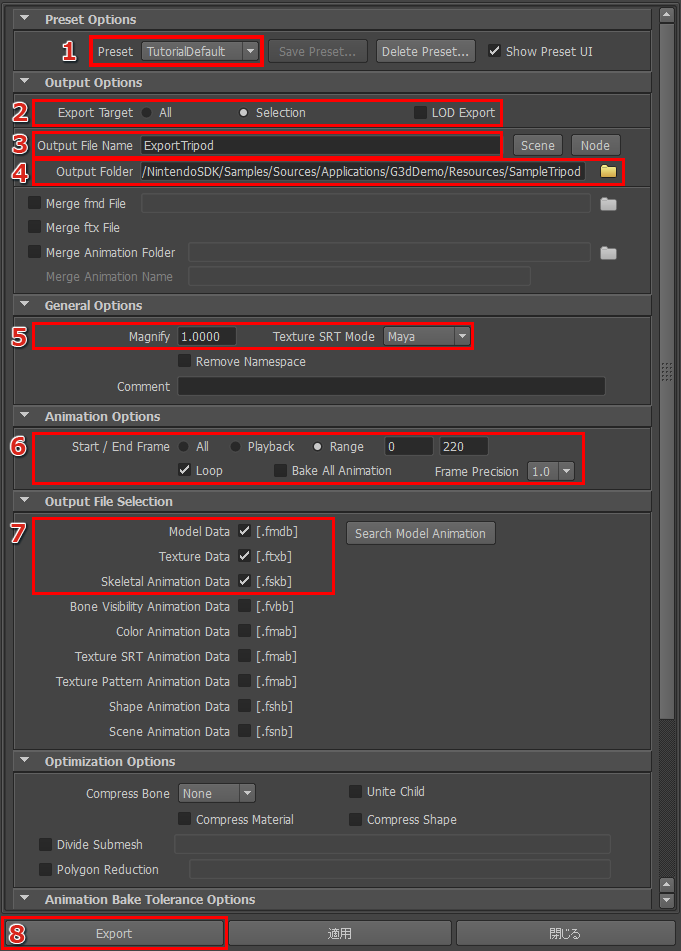 Preset Options
1 Preset TutorialDefault Save Preset... Delete Preset... Show Preset UI
Output Options
2 Export Target All Selection LOD Export
3 Output File Name ExportTripod Scene Node
4 Output Folder /NintendoSDK/Samples/Sources/Applications/G3dDemo/Resources/SampleTripod
Merge fmd File
Merge ftx File
Merge Animation Folder
Merge Animation Name
General Options
5 Magnify 1.0000 Texture SRT Mode Maya
Remove Namespace
Comment
Animation Options
6 Start / End Frame All Playback Range 0 220
Loop Bake All Animation Frame Precision 1.0
Output File Selection
7 Model Data [.fmdb] Search Model Animation
Texture Data [.ftxb]
Skeletal Animation Data [.fskb]
Bone Visibility Animation Data [.fvbb]
Color Animation Data [.fmab]
Texture SRT Animation Data [.fmab]
Texture Pattern Animation Data [.fmab]
Shape Animation Data [.fshb]
Scene Animation Data [.fsnb]
Optimization Options
Compress Bone None Unite Child
Compress Material Compress Shape
Divide Submesh
Polygon Reduction
Animation Bake Tolerance Options
8 Export 適用 閉じる